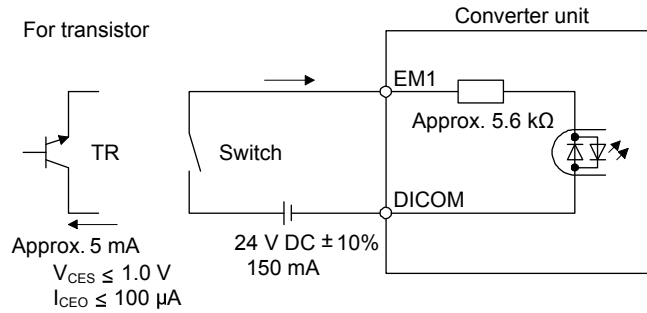 Converter unit
For transistor
EM1
Approx. 5.6 kΩ
TR
Switch
DICOM
Approx. 5 mA
24 V DC ± 10%
150 mA
VCES ≤ 1.0 V
ICEO ≤ 100 µA